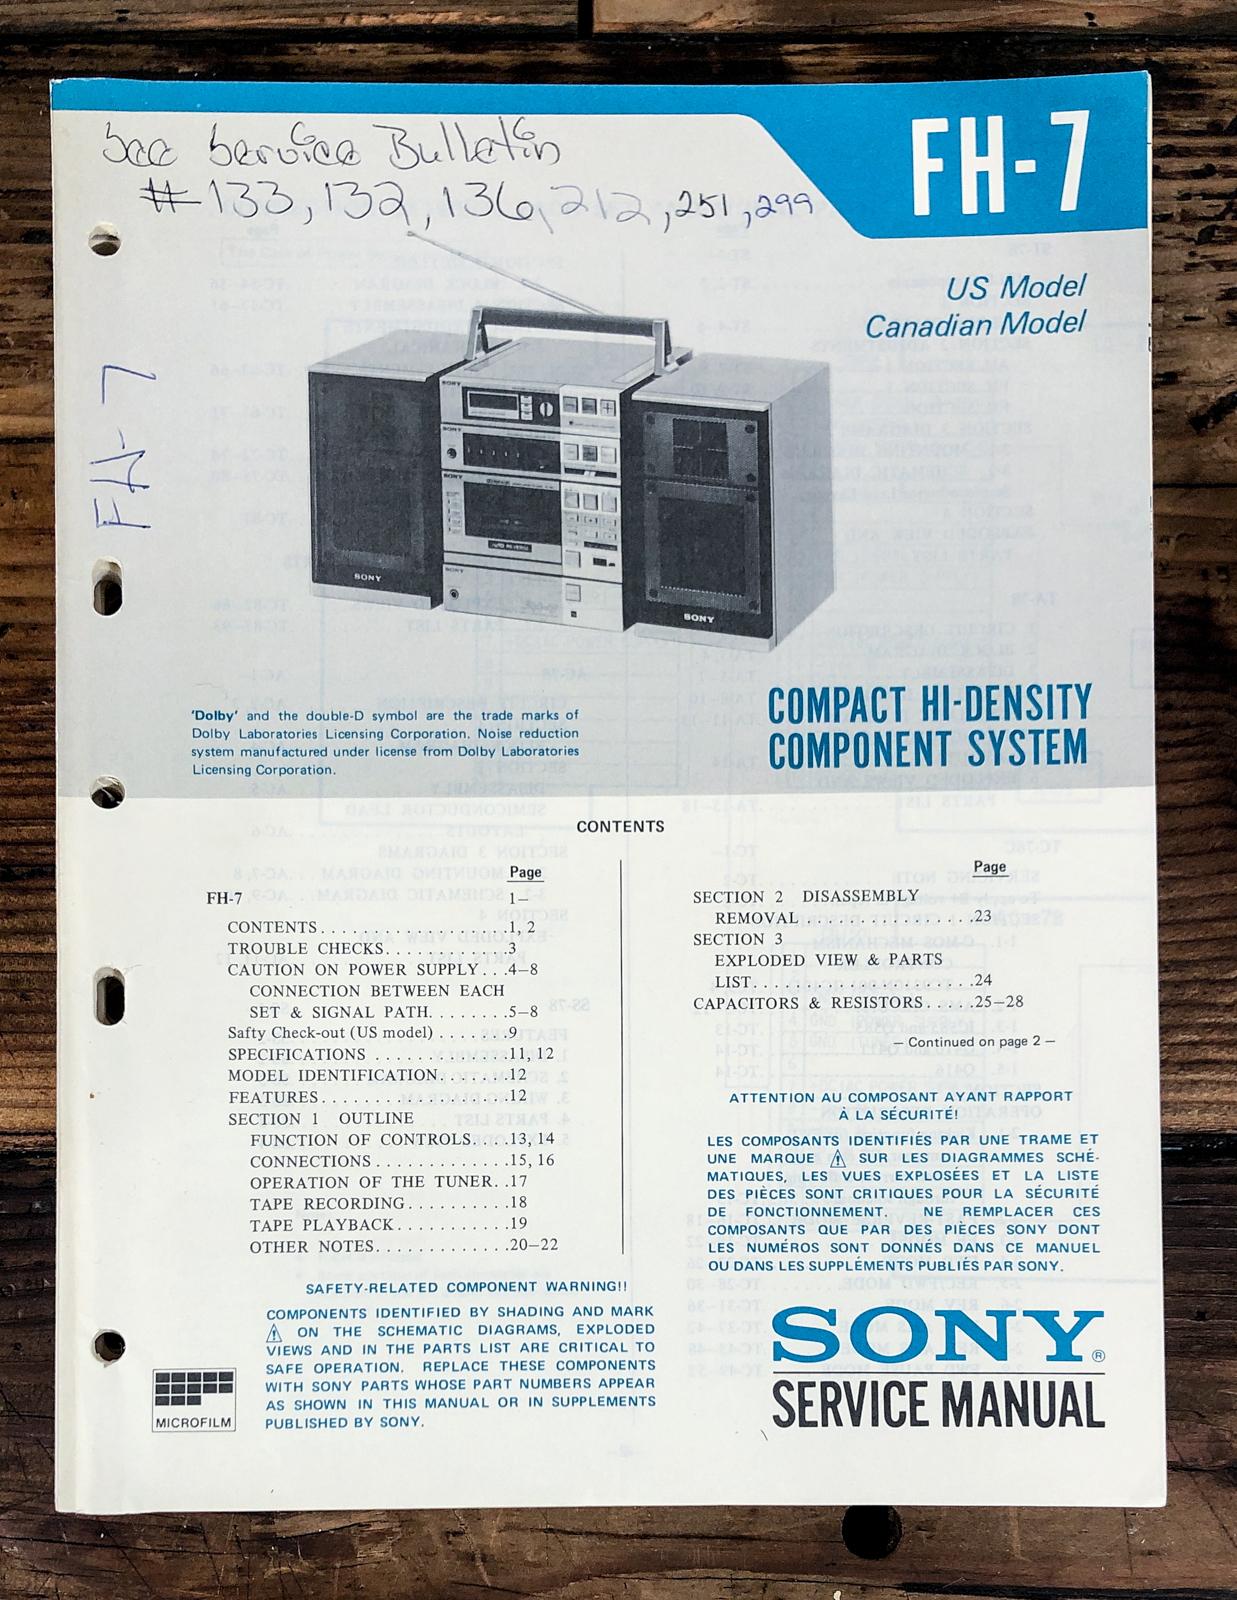 See Service Bulletin
# 133, 132, 136, 212, 251, 299
FH-7
US Model
Canadian Model
FH-7
SONY
SONY
SONY
AUTO REVERSE
SONY
SONY
SONY
'Dolby' and the double-D symbol are the trade marks of
Dolby Laboratories Licensing Corporation. Noise reduction
system manufactured under license from Dolby Laboratories
Licensing Corporation.
COMPACT HI-DENSITY
COMPONENT SYSTEM
CONTENTS
Page
FH-7 1–
CONTENTS....................1, 2
TROUBLE CHECKS............3
CAUTION ON POWER SUPPLY...4–8
CONNECTION BETWEEN EACH
SET & SIGNAL PATH........5–8
Safty Check-out (US model) .......9
SPECIFICATIONS ............11, 12
MODEL IDENTIFICATION.......12
FEATURES..................12
SECTION 1 OUTLINE
FUNCTION OF CONTROLS....13, 14
CONNECTIONS.............15, 16
OPERATION OF THE TUNER..17
TAPE RECORDING..........18
TAPE PLAYBACK...........19
OTHER NOTES.............20–22
Page
SECTION 2 DISASSEMBLY
REMOVAL.................23
SECTION 3
EXPLODED VIEW & PARTS
LIST.....................24
CAPACITORS & RESISTORS.....25–28
– Continued on page 2 –
SAFETY-RELATED COMPONENT WARNING!!
COMPONENTS IDENTIFIED BY SHADING AND MARK
⚠ ON THE SCHEMATIC DIAGRAMS, EXPLODED
VIEWS AND IN THE PARTS LIST ARE CRITICAL TO
SAFE OPERATION. REPLACE THESE COMPONENTS
WITH SONY PARTS WHOSE PART NUMBERS APPEAR
AS SHOWN IN THIS MANUAL OR IN SUPPLEMENTS
PUBLISHED BY SONY.
ATTENTION AU COMPOSANT AYANT RAPPORT
À LA SÉCURITÉ!
LES COMPOSANTS IDENTIFIÉS PAR UNE TRAME ET
UNE MARQUE ⚠ SUR LES DIAGRAMMES SCHÉ-
MATIQUES, LES VUES EXPLOSÉES ET LA LISTE
DES PIÈCES SONT CRITIQUES POUR LA SÉCURITÉ
DE FONCTIONNEMENT. NE REMPLACER CES
COMPOSANTS QUE PAR DES PIÈCES SONY DONT
LES NUMÉROS SONT DONNÉS DANS CE MANUEL
OU DANS LES SUPPLÉMENTS PUBLIÉS PAR SONY.
MICROFILM
SONY®
SERVICE MANUAL